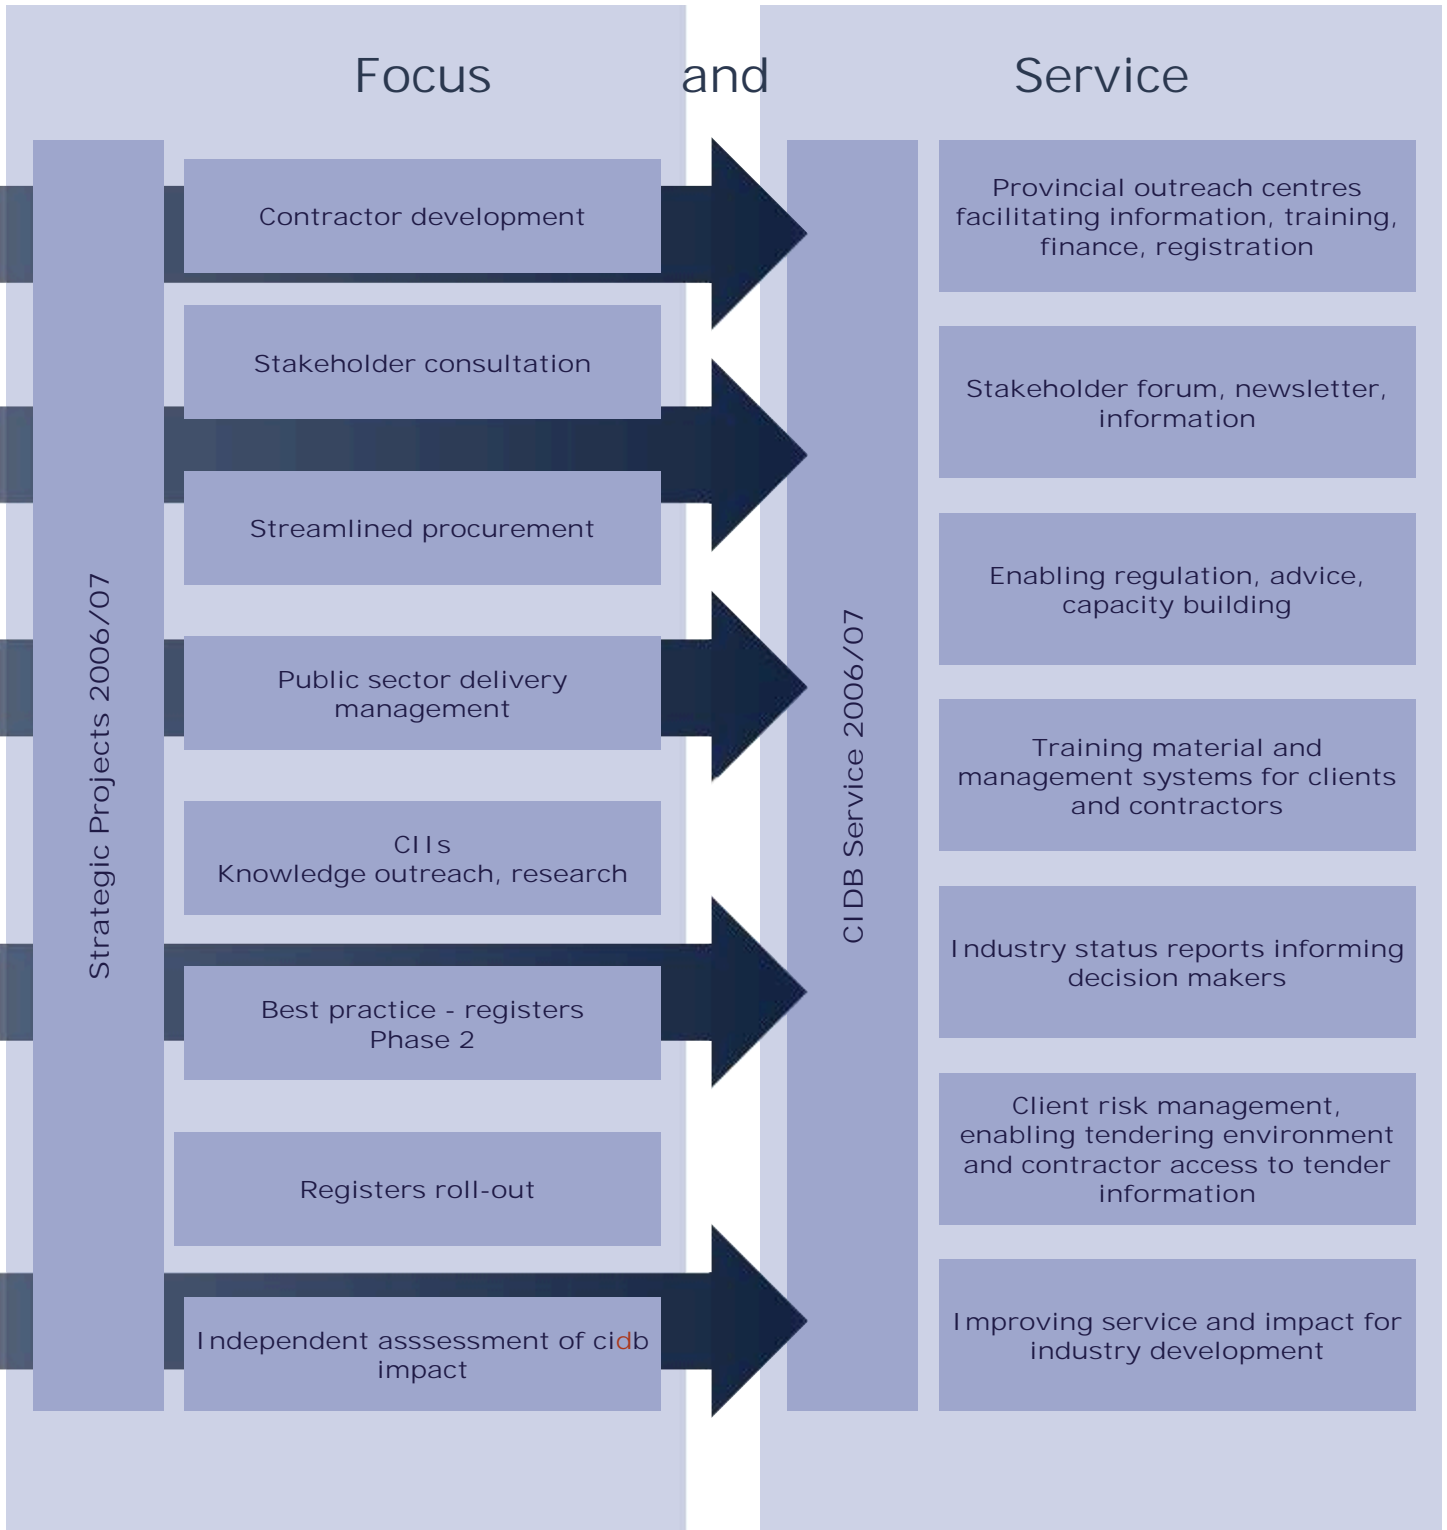 Focus and Service
Strategic Projects 2006/07
Contractor development
Stakeholder consultation
Streamlined procurement
Public sector delivery
management
CIIs
Knowledge outreach, research
Best practice - registers
Phase 2
Registers roll-out
Independent asssessment of cidb
impact
CIDB Service 2006/07
Provincial outreach centres
facilitating information, training,
finance, registration
Stakeholder forum, newsletter,
information
Enabling regulation, advice,
capacity building
Training material and
management systems for clients
and contractors
Industry status reports informing
decision makers
Client risk management,
enabling tendering environment
and contractor access to tender
information
Improving service and impact for
industry development